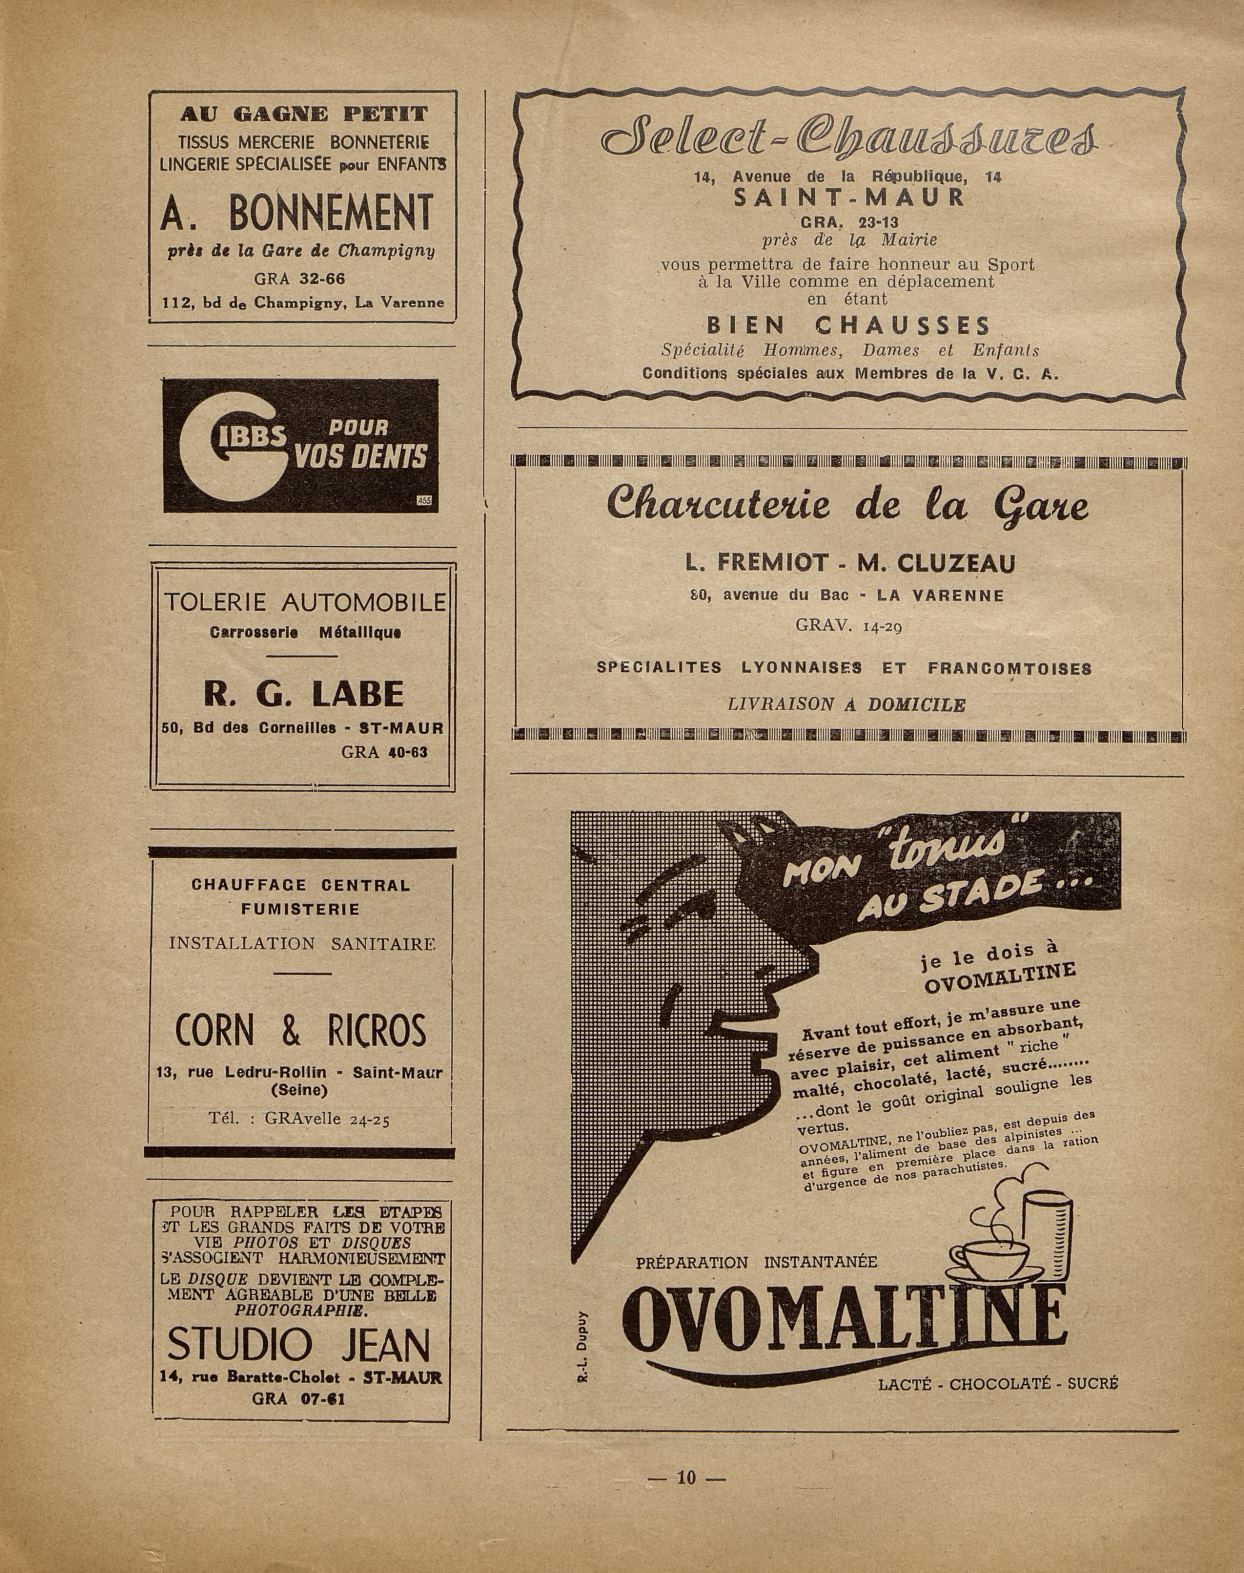 AU GAGNE PETIT
TISSUS MERCERIE BONNETERIE
LINGERIE SPÉCIALISÉE pour ENFANTS
A. BONNEMENT
près de la Gare de Champigny
GRA 32-66
112, bd de Champigny, La Varenne
GIBBS POUR
VOS DENTS
455
TOLERIE AUTOMOBILE
Carrosserie Métallique
R. G. LABE
50, Bd des Corneilles - ST-MAUR
GRA 40-63
CHAUFFAGE CENTRAL
FUMISTERIE
INSTALLATION SANITAIRE
CORN & RICROS
13, rue Ledru-Rollin - Saint-Maur
(Seine)
Tél. : GRAvelle 24-25
POUR RAPPELER LES ETAPES
ET LES GRANDS FAITS DE VOTRE
VIE PHOTOS ET DISQUES
S'ASSOCIENT HARMONIEUSEMENT
LE DISQUE DEVIENT LE COMPLE-
MENT AGREABLE D'UNE BELLE
PHOTOGRAPHIE.
STUDIO JEAN
14, rue Baratte-Cholet - ST-MAUR
GRA 07-61
Select-Chaussures
14, Avenue de la République, 14
SAINT-MAUR
GRA. 23-13
près de la Mairie
vous permettra de faire honneur au Sport
à la Ville comme en déplacement
en étant
BIEN CHAUSSES
Spécialité Hommes, Dames et Enfants
Conditions spéciales aux Membres de la V. G. A.
Charcuterie de la Gare
L. FREMIOT - M. CLUZEAU
80, avenue du Bac - LA VARENNE
GRAV. 14-29
SPECIALITES LYONNAISES ET FRANCOMTOISES
LIVRAISON A DOMICILE
MON "tonus"
AU STADE...
je le dois à
OVOMALTINE
Avant tout effort, je m'assure une
réserve de puissance en absorbant,
avec plaisir, cet aliment "riche"
malté, chocolaté, lacté, sucré........
...dont le goût original souligne les
vertus.
OVOMALTINE, ne l'oubliez pas, est depuis des
années, l'aliment de base des alpinistes ...
et figure en première place dans la ration
d'urgence de nos parachutistes.
PRÉPARATION INSTANTANÉE
OVOMALTINE
LACTÉ - CHOCOLATÉ - SUCRÉ
R.-L. Dupuy
— 10 —